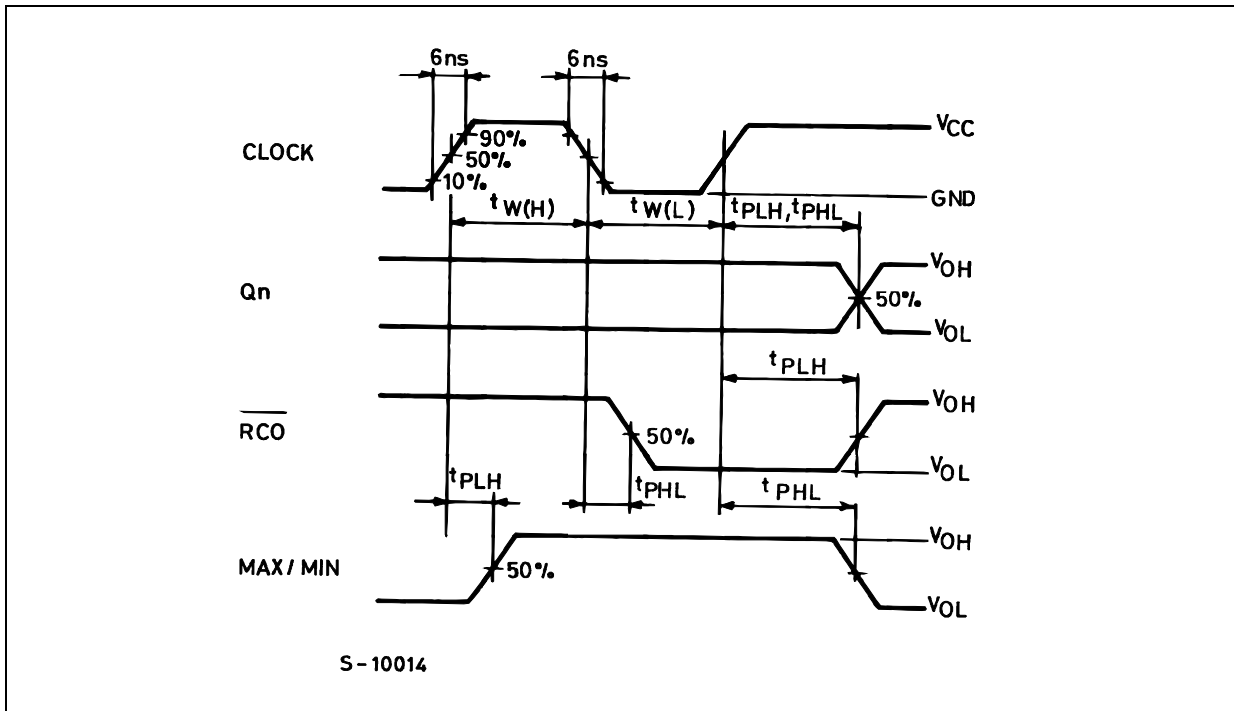 6ns 6ns
CLOCK 90% VCC
50%
10% GND
tW(H) tW(L) tPLH, tPHL
Qn VOH
50%
VOL
tPLH
RCO VOH
50%
VOL
tPLH tPHL tPHL
MAX/MIN VOH
50%
VOL
S-10014